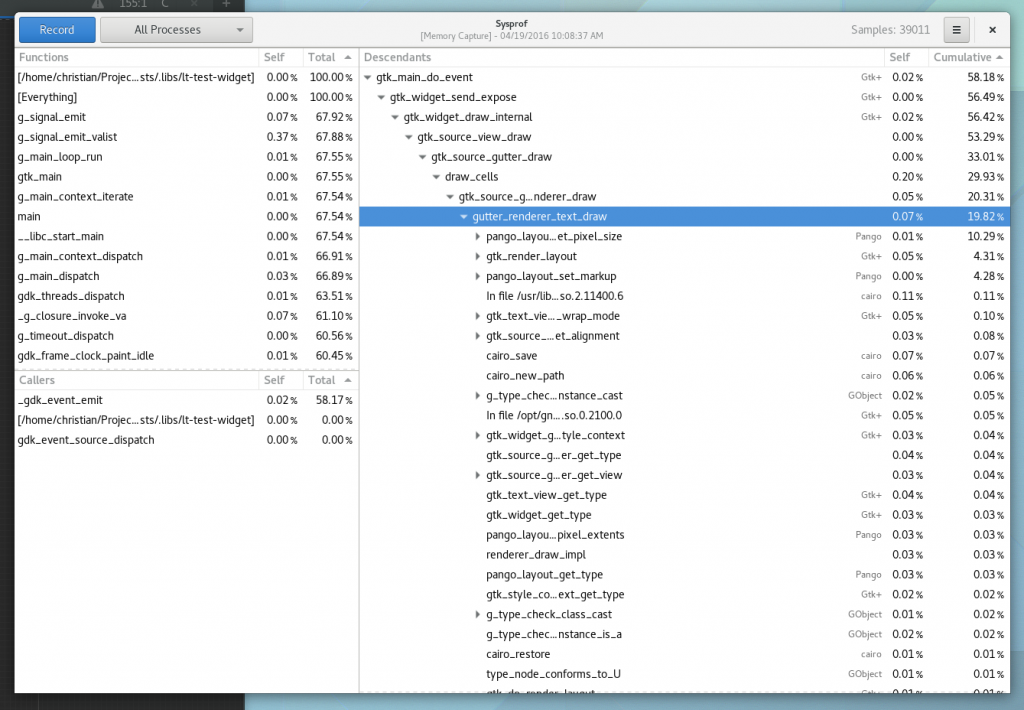 155:1 C
Record
All Processes
Sysprof
[Memory Capture] - 04/19/2016 10:08:37 AM
Samples: 39011
Functions Self Total
[/home/christian/Projec...sts/.libs/lt-test-widget] 0.00% 100.00%
[Everything] 0.00% 100.00%
g_signal_emit 0.07% 67.92%
g_signal_emit_valist 0.37% 67.88%
g_main_loop_run 0.01% 67.55%
gtk_main 0.00% 67.55%
g_main_context_iterate 0.01% 67.54%
main 0.00% 67.54%
__libc_start_main 0.00% 67.54%
g_main_context_dispatch 0.01% 66.91%
g_main_dispatch 0.03% 66.89%
gdk_threads_dispatch 0.01% 63.51%
_g_closure_invoke_va 0.07% 61.10%
g_timeout_dispatch 0.00% 60.56%
gdk_frame_clock_paint_idle 0.01% 60.45%
Callers Self Total
_gdk_event_emit 0.02% 58.17%
[/home/christian/Projec...sts/.libs/lt-test-widget] 0.00% 0.00%
gdk_event_source_dispatch 0.00% 0.00%
Descendants Self Cumulative
gtk_main_do_event Gtk+ 0.02% 58.18%
gtk_widget_send_expose Gtk+ 0.00% 56.49%
gtk_widget_draw_internal Gtk+ 0.02% 56.42%
gtk_source_view_draw 0.00% 53.29%
gtk_source_gutter_draw 0.00% 33.01%
draw_cells 0.20% 29.93%
gtk_source_g...nderer_draw 0.05% 20.31%
gutter_renderer_text_draw 0.07% 19.82%
pango_layou...et_pixel_size Pango 0.01% 10.29%
gtk_render_layout Gtk+ 0.05% 4.31%
pango_layout_set_markup Pango 0.00% 4.28%
In file /usr/lib...so.2.11400.6 cairo 0.11% 0.11%
gtk_text_vie..._wrap_mode Gtk+ 0.05% 0.10%
gtk_source_...et_alignment 0.03% 0.08%
cairo_save cairo 0.07% 0.07%
cairo_new_path cairo 0.06% 0.06%
g_type_chec...nstance_cast GObject 0.02% 0.05%
In file /opt/gn...so.0.2100.0 Gtk+ 0.05% 0.05%
gtk_widget_g...tyle_context Gtk+ 0.03% 0.04%
gtk_source_g...er_get_type 0.04% 0.04%
gtk_source_g...er_get_view 0.03% 0.04%
gtk_text_view_get_type Gtk+ 0.04% 0.04%
gtk_widget_get_type Gtk+ 0.03% 0.03%
pango_layou...pixel_extents Pango 0.03% 0.03%
renderer_draw_impl 0.03% 0.03%
pango_layout_get_type Pango 0.03% 0.03%
gtk_style_co...ext_get_type Gtk+ 0.02% 0.02%
g_type_check_class_cast GObject 0.01% 0.02%
g_type_chec...nstance_is_a GObject 0.02% 0.02%
cairo_restore cairo 0.01% 0.01%
type_node_conforms_to_U GObject 0.01% 0.01%
gtk_do_render_layout Gtk+ 0.01% 0.01%